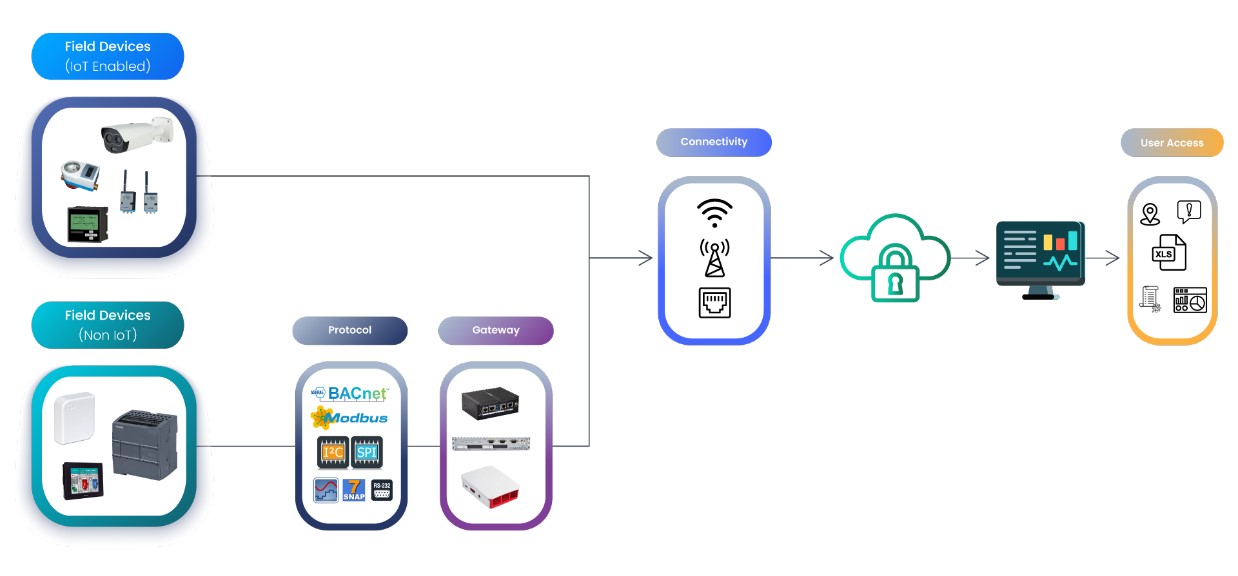 Field Devices
(IoT Enabled)
Connectivity
User Access
XLS
Field Devices
(Non IoT)
Protocol
Gateway
BACnet™
Modbus
I²C
SPI
7
SNAP
RS-232